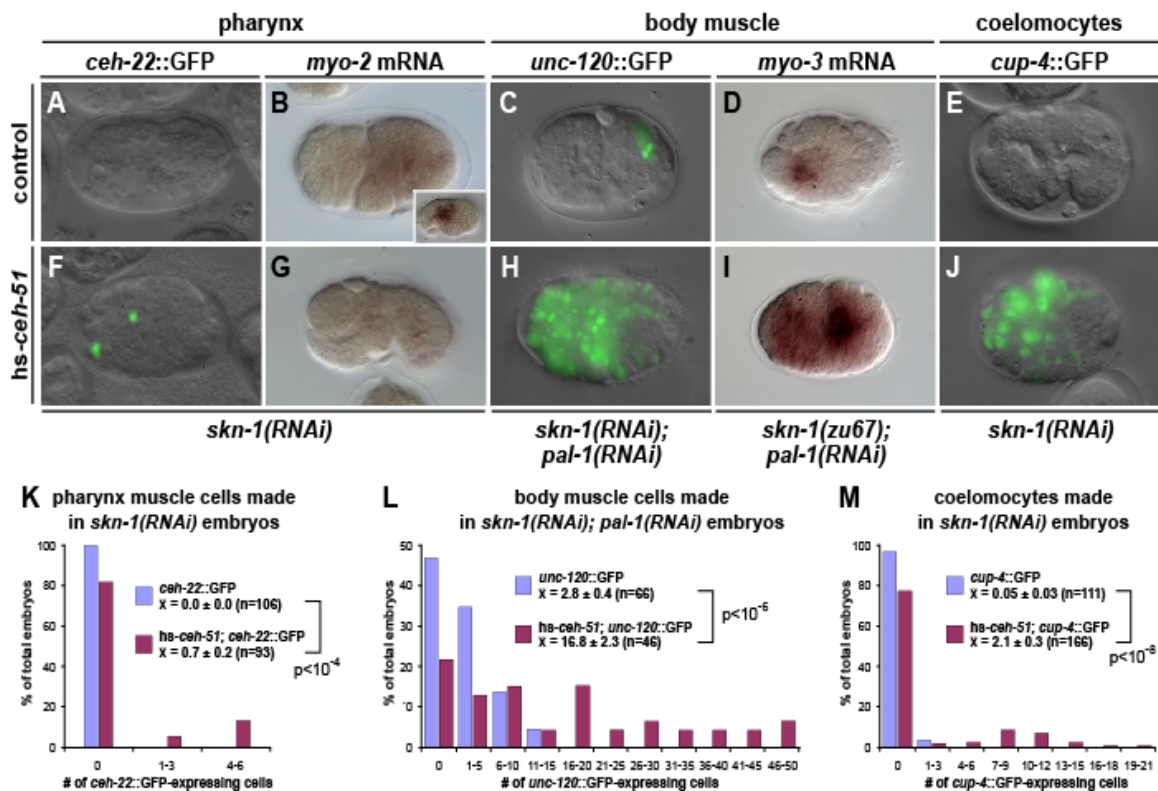 pharynx body muscle coelomocytes
ceh-22::GFP myo-2 mRNA unc-120::GFP myo-3 mRNA cup-4::GFP
control
A B C D E
hs-ceh-51
F G H I J
skn-1(RNAi) skn-1(RNAi); pal-1(RNAi) skn-1(zu67); pal-1(RNAi) skn-1(RNAi)
K pharynx muscle cells made
in skn-1(RNAi) embryos
% of total embryos
100
80
60
40
20
0
ceh-22::GFP
x = 0.0 ± 0.0 (n=106)
hs-ceh-51; ceh-22::GFP
x = 0.7 ± 0.2 (n=93)
p<10-4
0 1-3 4-6
# of ceh-22::GFP-expressing cells
L body muscle cells made
in skn-1(RNAi); pal-1(RNAi) embryos
% of total embryos
50
40
30
20
10
0
unc-120::GFP
x = 2.8 ± 0.4 (n=66)
hs-ceh-51; unc-120::GFP
x = 16.8 ± 2.3 (n=46)
0 1-5 6-10 11-15 16-20 21-25 26-30 31-35 36-40 41-45 46-50
# of unc-120::GFP-expressing cells
M coelomocytes made
in skn-1(RNAi) embryos
% of total embryos
100
80
60
40
20
0
cup-4::GFP
x = 0.05 ± 0.03 (n=111)
hs-ceh-51; cup-4::GFP
x = 2.1 ± 0.3 (n=166)
0 1-3 4-6 7-9 10-12 13-15 16-18 19-21
# of cup-4::GFP-expressing cells